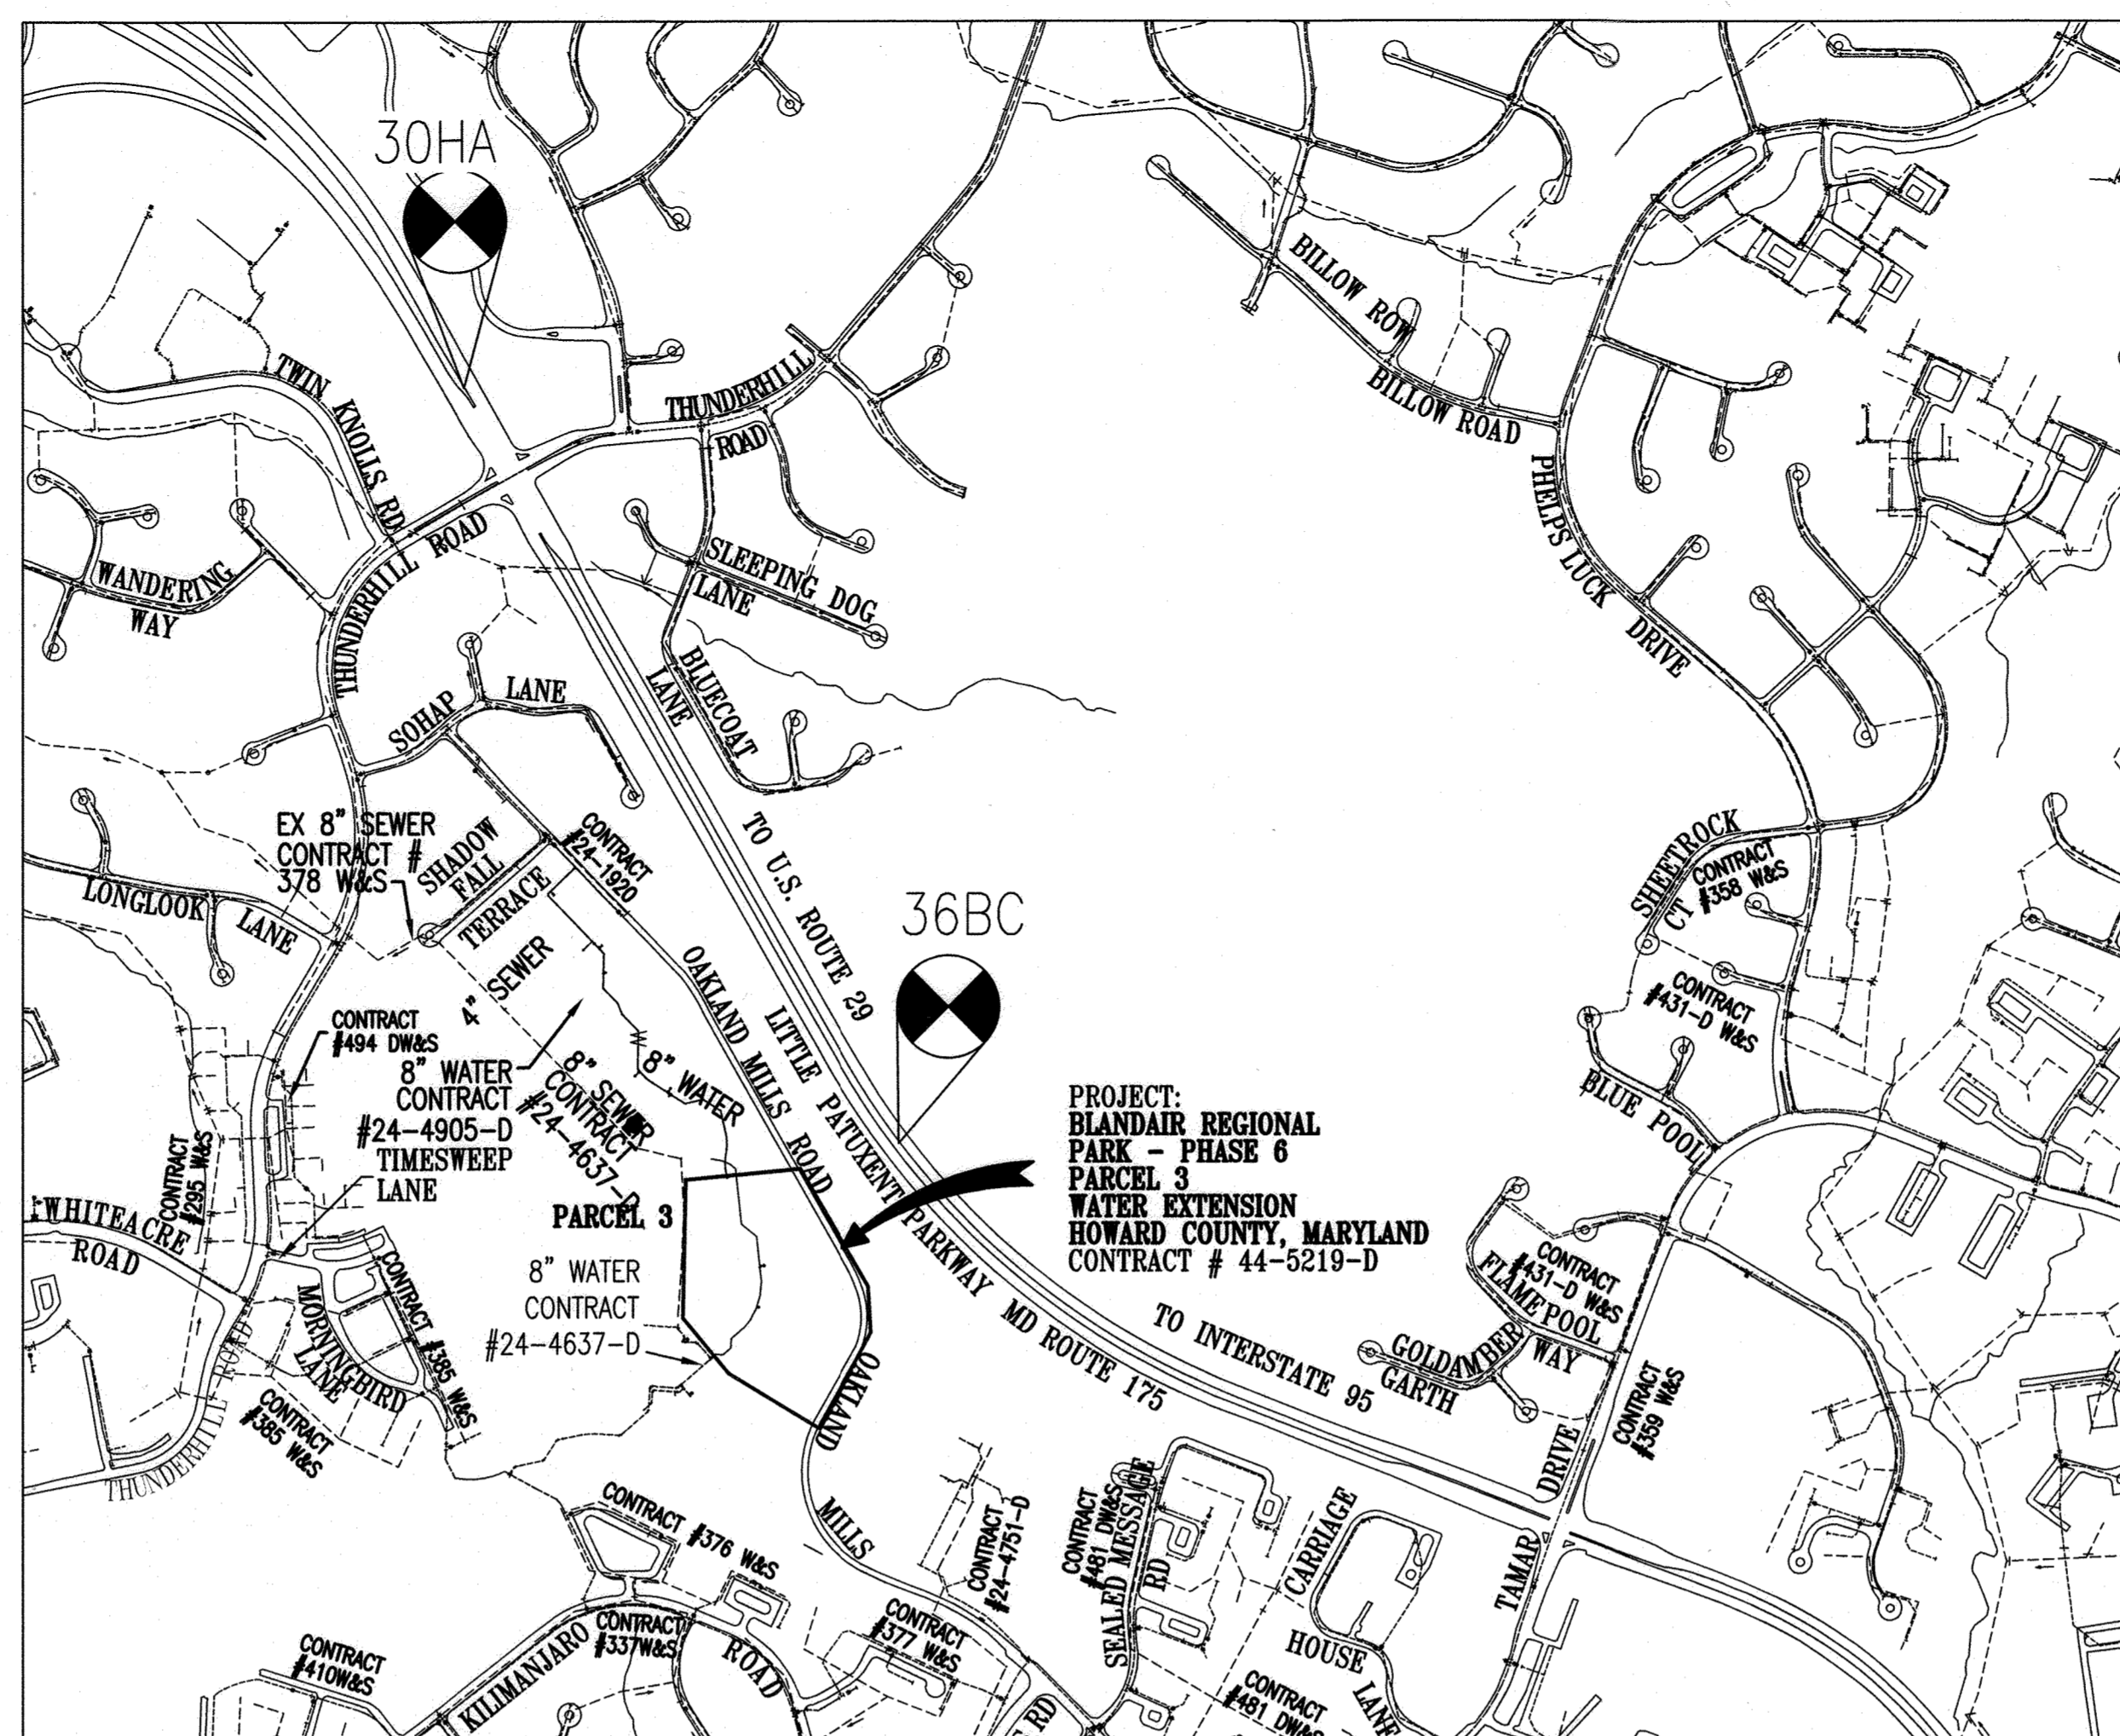 30HA
TWIN KNOLLS RD
THUNDERHILL
ROAD
THUNDERHILL ROAD
WANDERING
WAY
SLEEPING DOG
LANE
BLUECOAT
LANE
SOHAP LANE
BILLOW ROW
BILLOW ROAD
PHELPS LUCK DRIVE
EX 8" SEWER
CONTRACT #
378 W&S
SHADOW
FALL
TERRACE
CONTRACT
#24-1920
LONGLOOK
LANE
4" SEWER
TO U.S. ROUTE 29
36BC
SHEETROCK
CT
CONTRACT
#358 W&S
CONTRACT
#431-D W&S
BLUE POOL
CONTRACT
#494 DW&S
8" WATER
CONTRACT
#24-4905-D
TIMESWEEP
LANE
8" SEWER
CONTRACT
#24-4637-D
8" WATER
OAKLAND MILLS ROAD
LITTLE PATUXENT PARKWAY MD ROUTE 175
PROJECT:
BLANDAIR REGIONAL
PARK - PHASE 6
PARCEL 3
WATER EXTENSION
HOWARD COUNTY, MARYLAND
CONTRACT # 44-5219-D
CONTRACT
#295 W&S
WHITEACRE
ROAD
PARCEL 3
8" WATER
CONTRACT
#24-4637-D
MORNINGBIRD
LANE
CONTRACT #385 W&S
CONTRACT
#385 W&S
THUNDERHILL ROAD
OAKLAND
MILLS
TO INTERSTATE 95
CONTRACT
#431-D W&S
FLAMEPOOL
WAY
GOLDAMBER
GARTH
CONTRACT
#359 W&S
TAMAR DRIVE
CONTRACT #376 W&S
CONTRACT
#24-4751-D
CONTRACT
#481 DW&S
SEALED MESSAGE
RD
CARRIAGE
HOUSE
LANE
CONTRACT
#337W&S
CONTRACT
#377 W&S
CONTRACT
#410W&S
KILIMANJARO ROAD
RD
CONTRACT
#481 DW&S